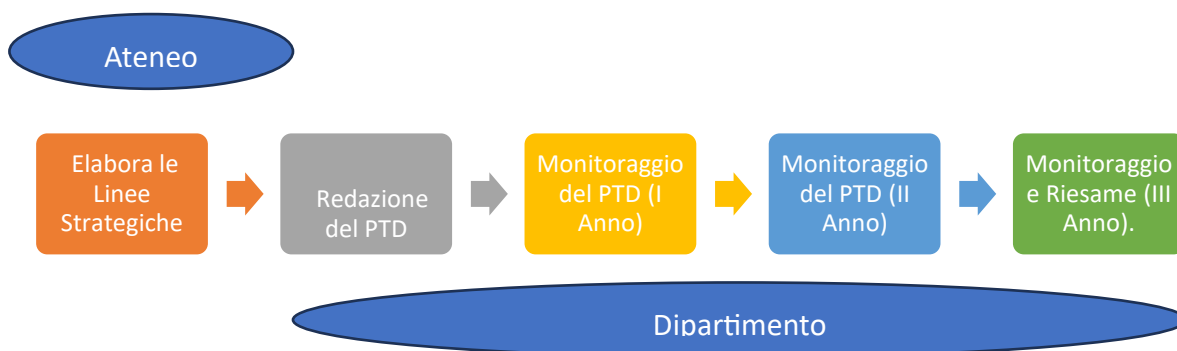 Ateneo
Elabora le
Linee
Strategiche
Redazione
del PTD
Monitoraggio
del PTD (I
Anno)
Monitoraggio
del PTD (II
Anno)
Monitoraggio
e Riesame (III
Anno).
Dipartimento